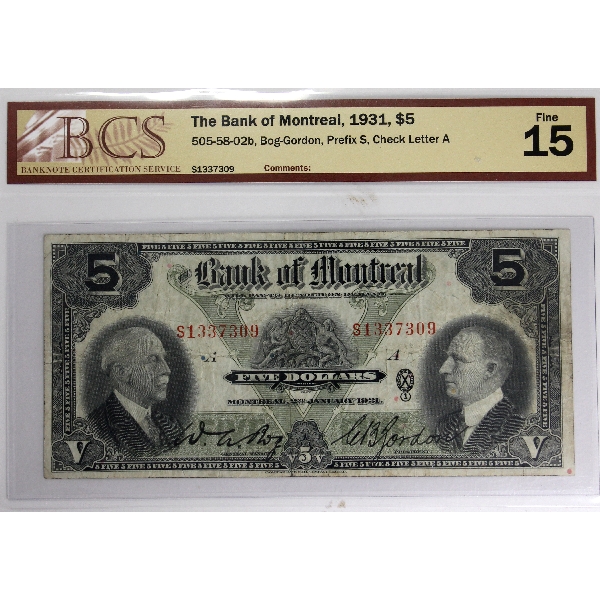 BCS
BANKNOTE CERTIFICATION SERVICE
The Bank of Montreal, 1931, $5
505-58-02b, Bog-Gordon, Prefix S, Check Letter A
S1337309 Comments:
Fine
15
5 Bank of Montreal 5
S1337309 S1337309
A A
FIVE DOLLARS
MONTREAL, 2ND JANUARY 1931.
V 5 V